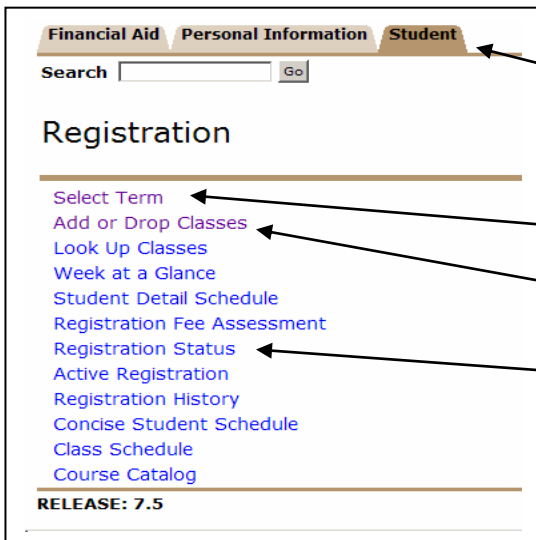 Financial Aid Personal Information Student
Search Go
Registration
Select Term
Add or Drop Classes
Look Up Classes
Week at a Glance
Student Detail Schedule
Registration Fee Assessment
Registration Status
Active Registration
Registration History
Concise Student Schedule
Class Schedule
Course Catalog
RELEASE: 7.5